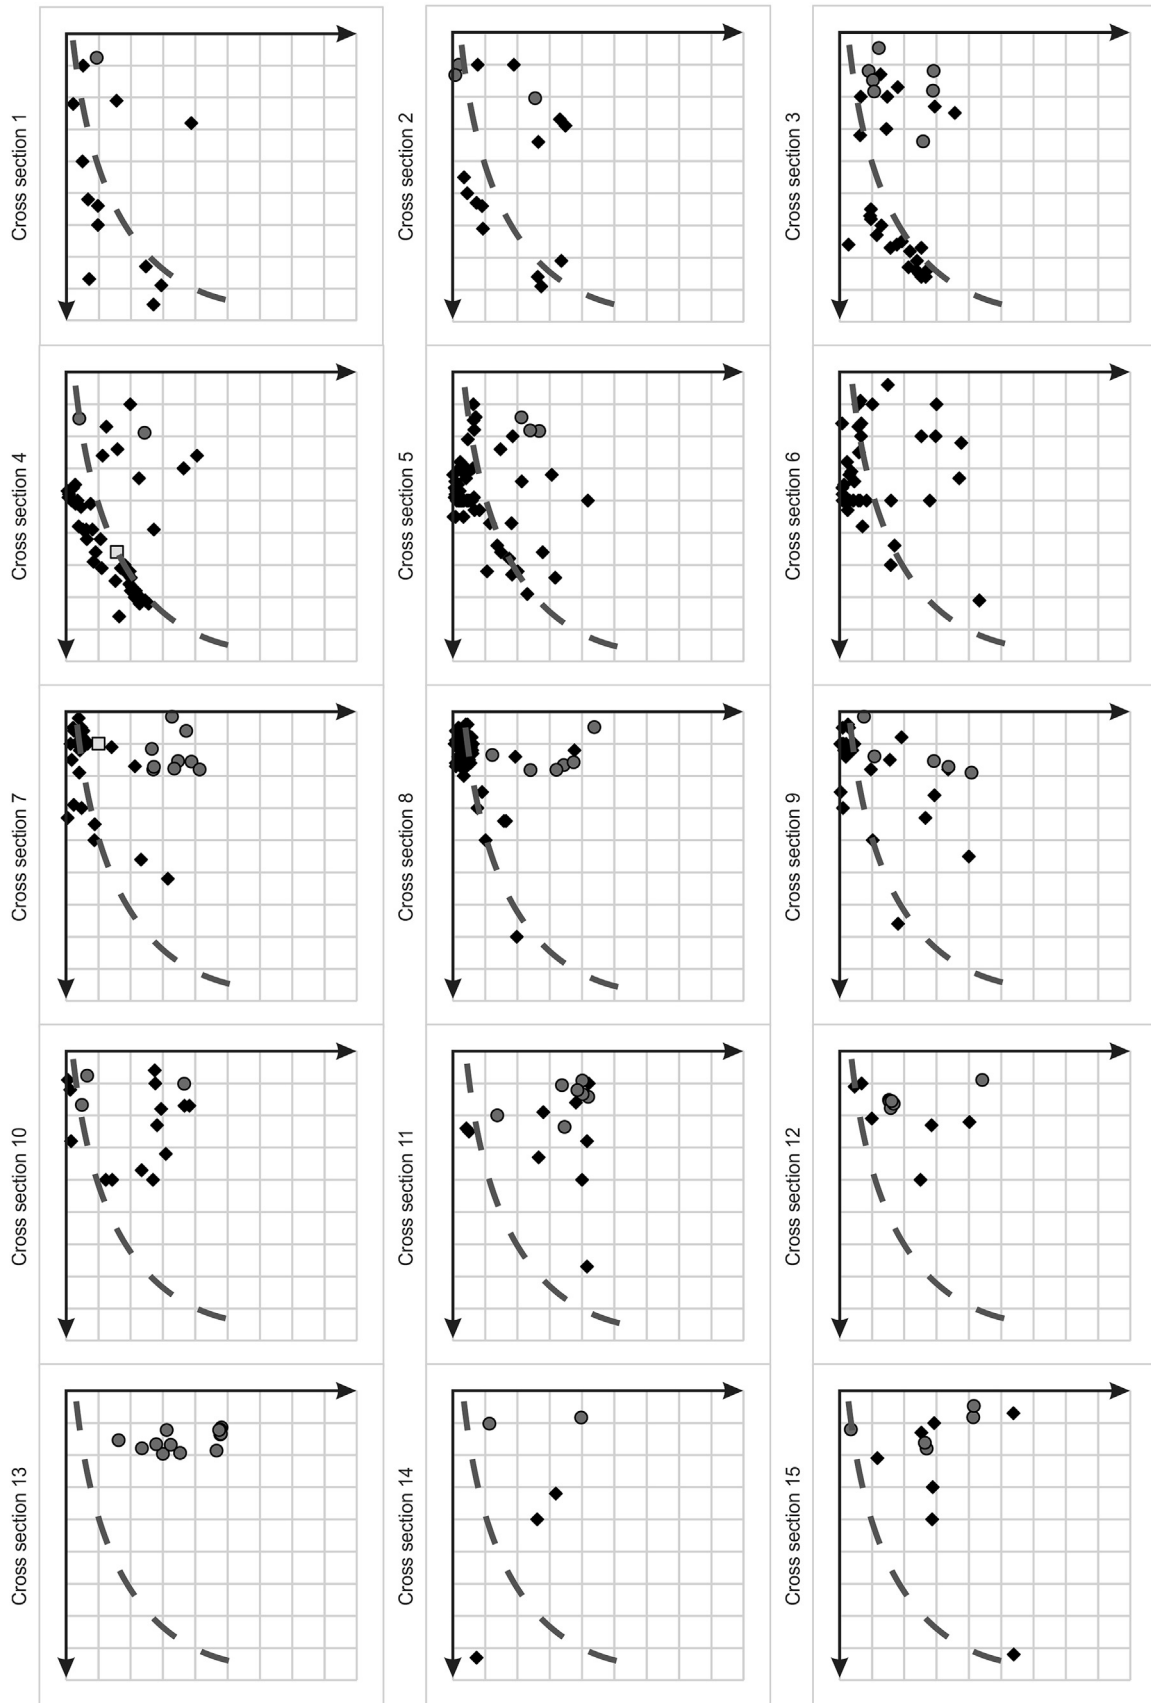 Cross section 1
Cross section 2
Cross section 3
Cross section 4
Cross section 5
Cross section 6
Cross section 7
Cross section 8
Cross section 9
Cross section 10
Cross section 11
Cross section 12
Cross section 13
Cross section 14
Cross section 15